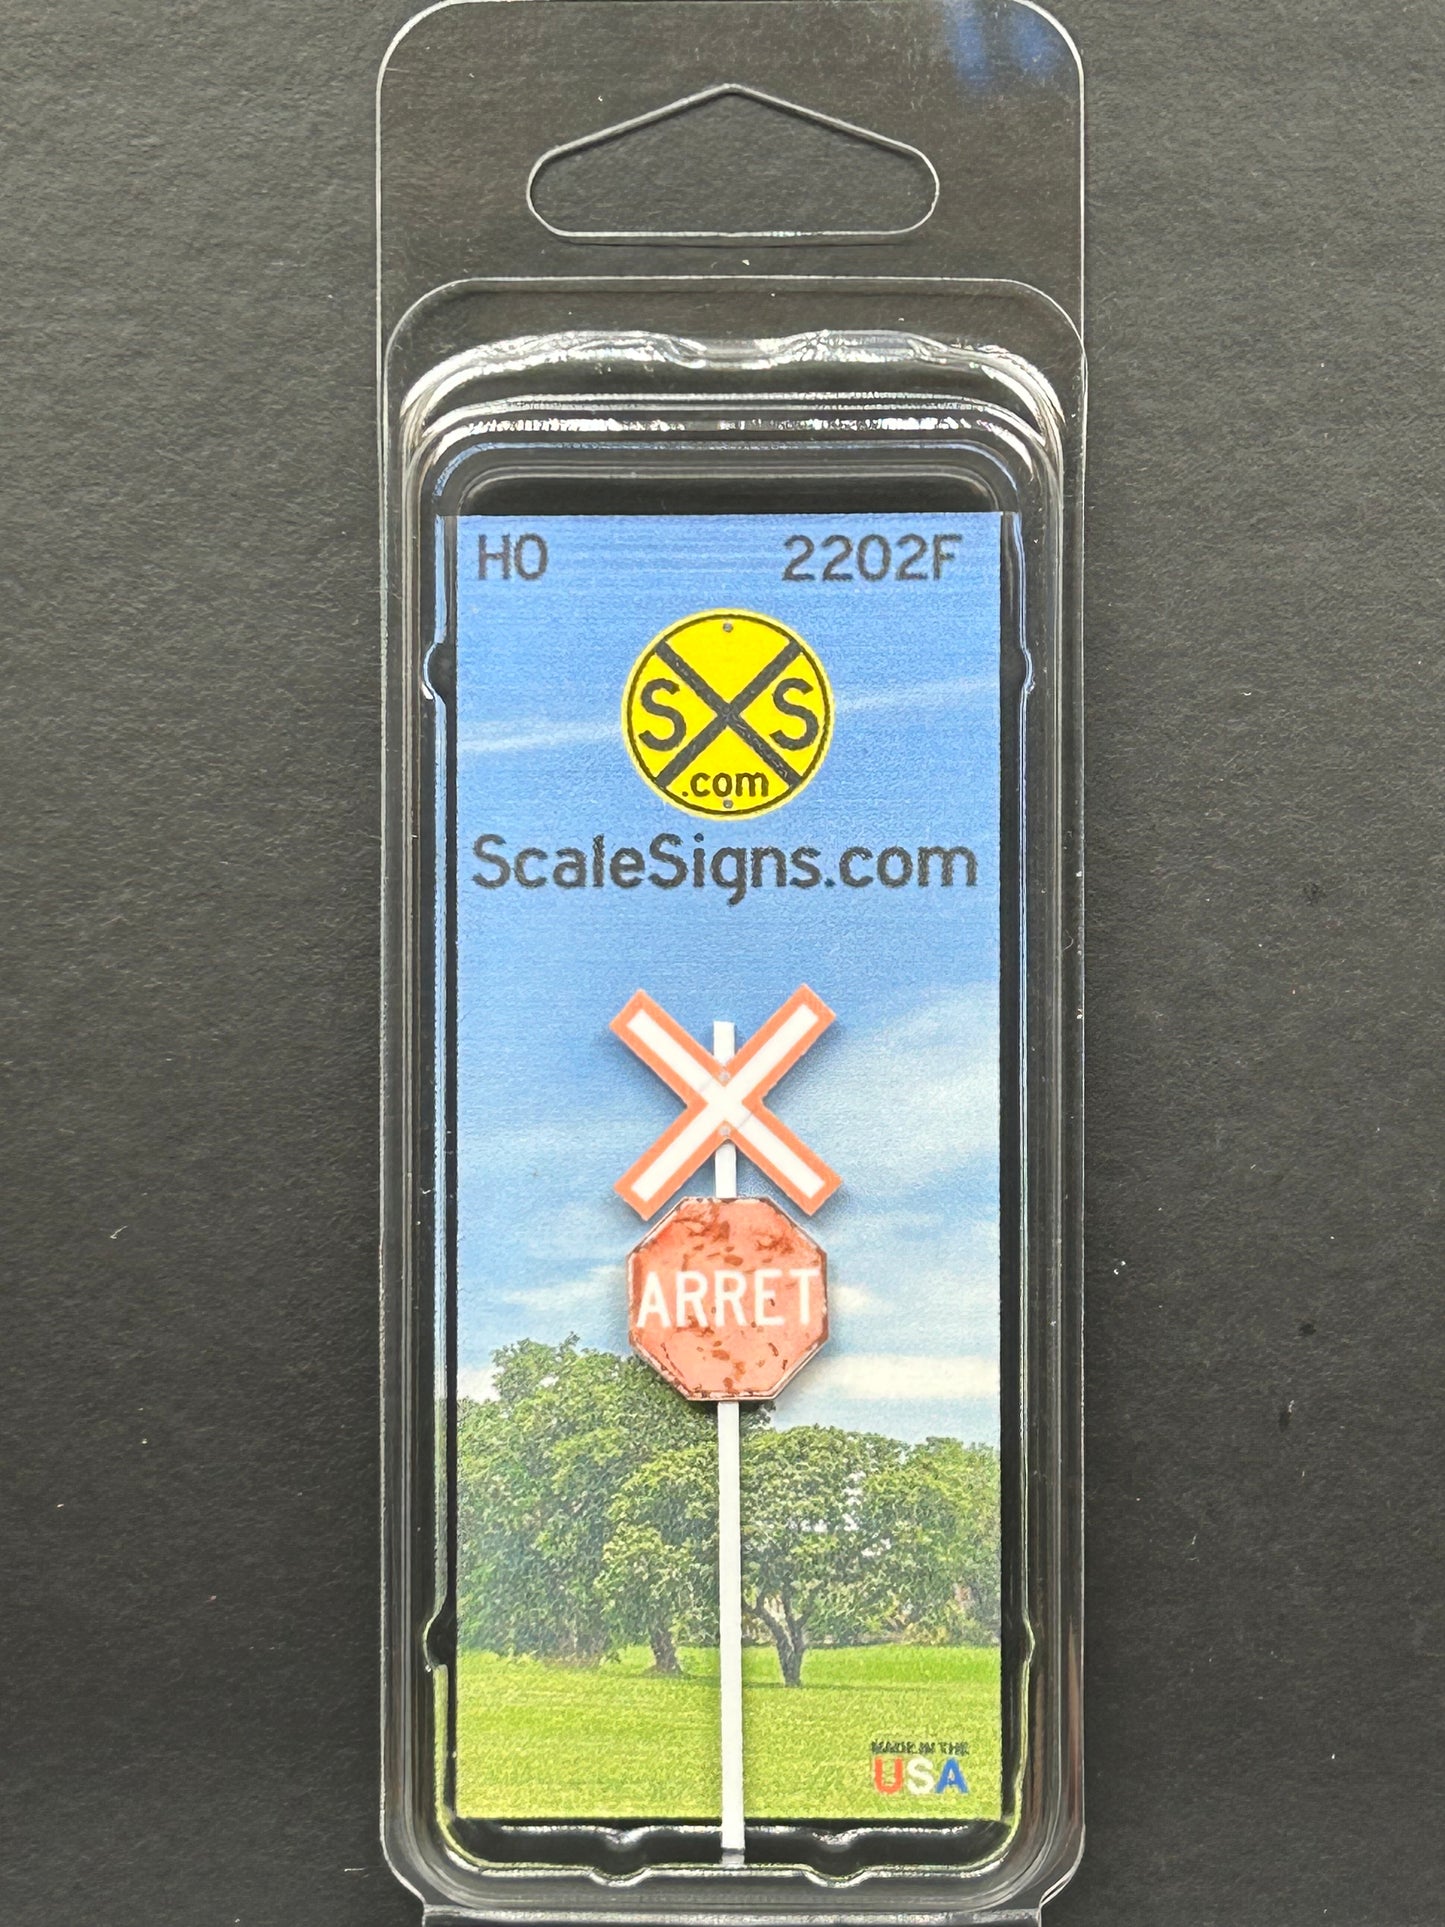 HO 2202F
S S
.com
ScaleSigns.com
ARRET
MADE IN THE
USA